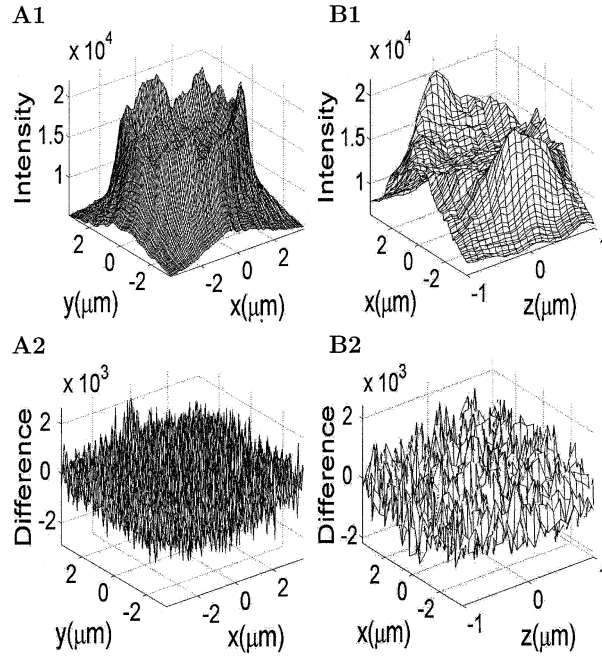 A1
x 10^4
Intensity
2
1.5
1
2
0
-2
y(μm)
-2
0
2
x(μm)
B1
x 10^4
Intensity
2
1.5
1
2
0
-2
x(μm)
-1
0
1
z(μm)
A2
x 10^3
Difference
2
0
-2
2
0
-2
y(μm)
-2
0
2
x(μm)
B2
x 10^3
Difference
2
0
-2
2
0
-2
x(μm)
-1
0
1
z(μm)